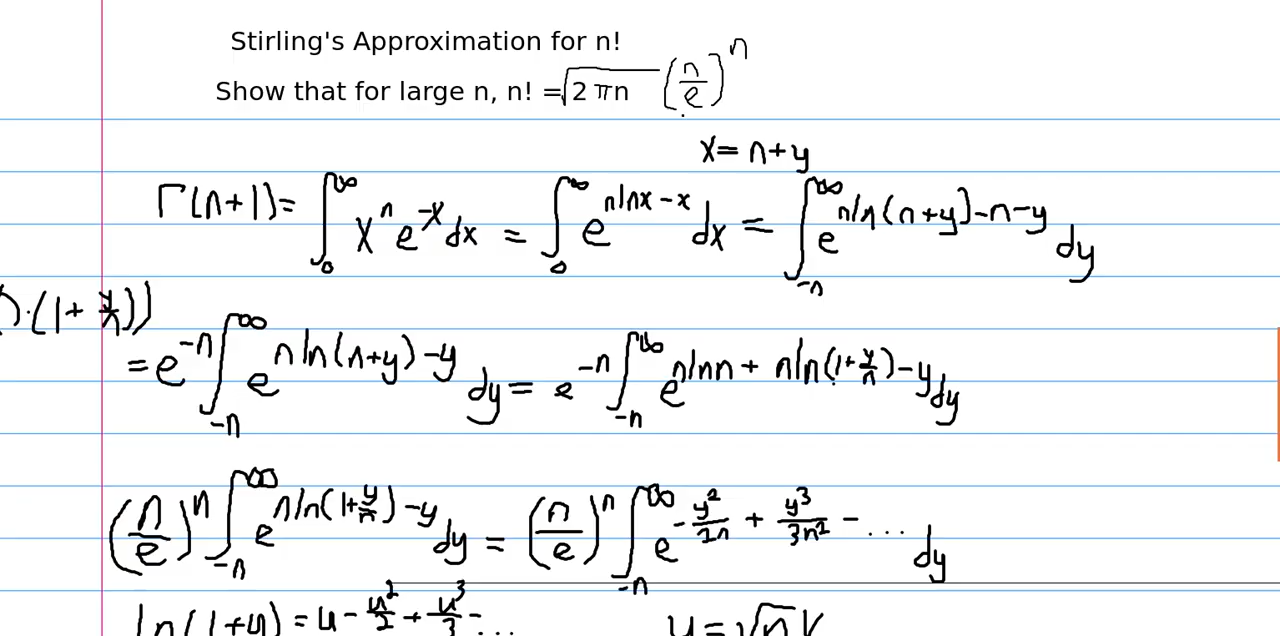 Stirling's Approximation for n!
Show that for large n, n! = √(2πn) (n/e)^n
x = n+y
Γ(n+1) = ∫_0^∞ x^n e^{-x} dx = ∫_0^∞ e^{n ln x - x} dx = ∫_{-n}^∞ e^{n ln(n+y) - n - y} dy
·(1+ y/n))
= e^{-n} ∫_{-n}^∞ e^{n ln(n+y) - y} dy = e^{-n} ∫_{-n}^∞ e^{n ln n + n ln(1+ y/n) - y} dy
(n/e)^n ∫_{-n}^∞ e^{n ln(1+ y/n) - y} dy = (n/e)^n ∫_{-n}^∞ e^{- y²/2n + y³/3n² - ...} dy
ln(1+u) = u - u²/2 + u³/3 - ...
y = √n v